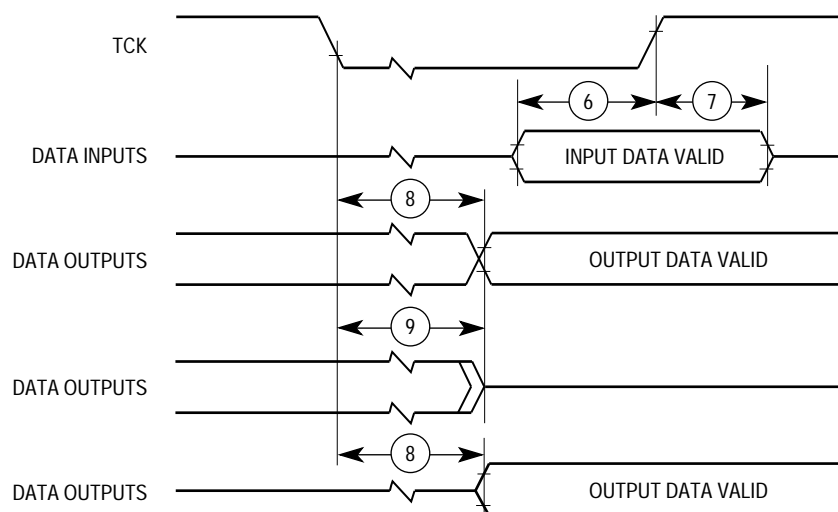 TCK
6
7
DATA INPUTS
INPUT DATA VALID
8
DATA OUTPUTS
OUTPUT DATA VALID
9
DATA OUTPUTS
8
DATA OUTPUTS
OUTPUT DATA VALID